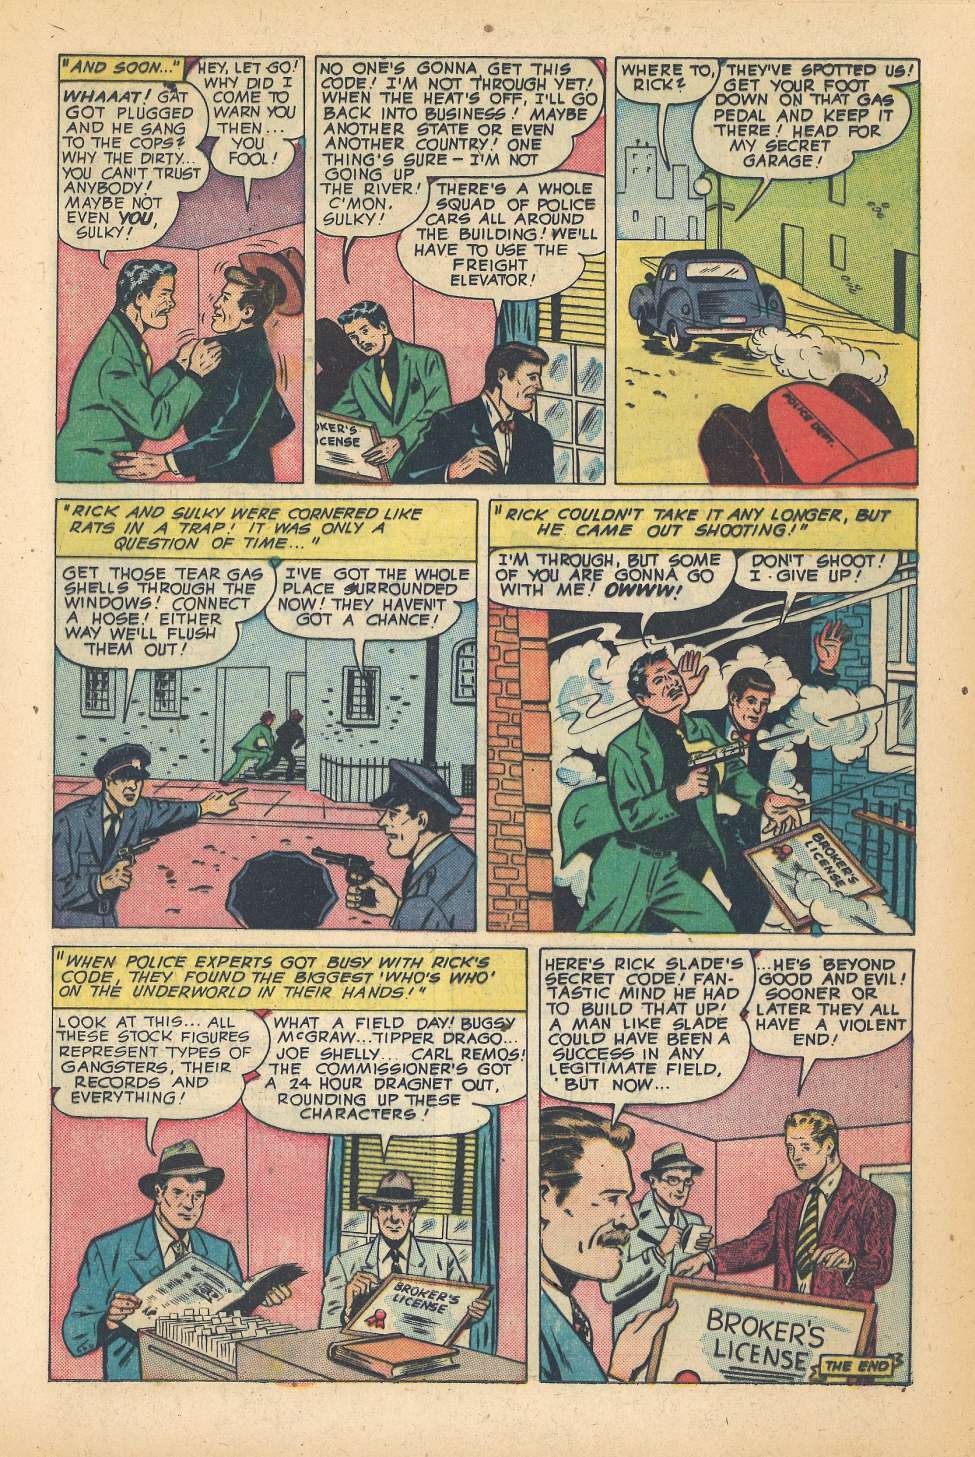 "AND SOON..."
WHAAAT! GAT
GOT PLUGGED
AND HE SANG
TO THE COPS?
WHY THE DIRTY...
YOU CAN'T TRUST
ANYBODY!
MAYBE NOT
EVEN YOU,
SULKY!
HEY, LET GO!
WHY DID I
COME TO
WARN YOU
THEN...
YOU
FOOL!
NO ONE'S GONNA GET THIS
CODE! I'M NOT THROUGH YET!
WHEN THE HEAT'S OFF, I'LL GO
BACK INTO BUSINESS! MAYBE
ANOTHER STATE OR EVEN
ANOTHER COUNTRY! ONE
THING'S SURE - I'M NOT
GOING UP
THE RIVER!
C'MON,
SULKY!
THERE'S A WHOLE
SQUAD OF POLICE
CARS ALL AROUND
THE BUILDING! WE'LL
HAVE TO USE THE
FREIGHT
ELEVATOR!
OKER'S
ICENSE
WHERE TO,
RICK?
THEY'VE SPOTTED US!
GET YOUR FOOT
DOWN ON THAT GAS
PEDAL AND KEEP IT
THERE! HEAD FOR
MY SECRET
GARAGE!
POLICE DEPT.
"RICK AND SULKY WERE CORNERED LIKE
RATS IN A TRAP! IT WAS ONLY A
QUESTION OF TIME..."
GET THOSE TEAR GAS
SHELLS THROUGH THE
WINDOWS! CONNECT
A HOSE! EITHER
WAY WE'LL FLUSH
THEM OUT!
I'VE GOT THE WHOLE
PLACE SURROUNDED
NOW! THEY HAVEN'T
GOT A CHANCE!
"RICK COULDN'T TAKE IT ANY LONGER, BUT
HE CAME OUT SHOOTING!"
I'M THROUGH, BUT SOME
OF YOU ARE GONNA GO
WITH ME! OWWW!
DON'T SHOOT!
I GIVE UP!
BROKER'S
LICENSE
"WHEN POLICE EXPERTS GOT BUSY WITH RICK'S
CODE, THEY FOUND THE BIGGEST 'WHO'S WHO'
ON THE UNDERWORLD IN THEIR HANDS!"
LOOK AT THIS... ALL
THESE STOCK FIGURES
REPRESENT TYPES OF
GANGSTERS, THEIR
RECORDS AND
EVERYTHING!
WHAT A FIELD DAY! BUGSY
McGRAW... TIPPER DRAGO...
JOE SHELLY... CARL REMOS!
THE COMMISSIONER'S GOT
A 24 HOUR DRAGNET OUT,
ROUNDING UP THESE
CHARACTERS!
BROKER'S
LICENSE
HERE'S RICK SLADE'S
SECRET CODE! FAN-
TASTIC MIND HE HAD
TO BUILD THAT UP!
A MAN LIKE SLADE
COULD HAVE BEEN A
SUCCESS IN ANY
LEGITIMATE FIELD,
BUT NOW...
...HE'S BEYOND
GOOD AND EVIL!
SOONER OR
LATER THEY ALL
HAVE A VIOLENT
END!
BROKER'S
LICENSE
THE END